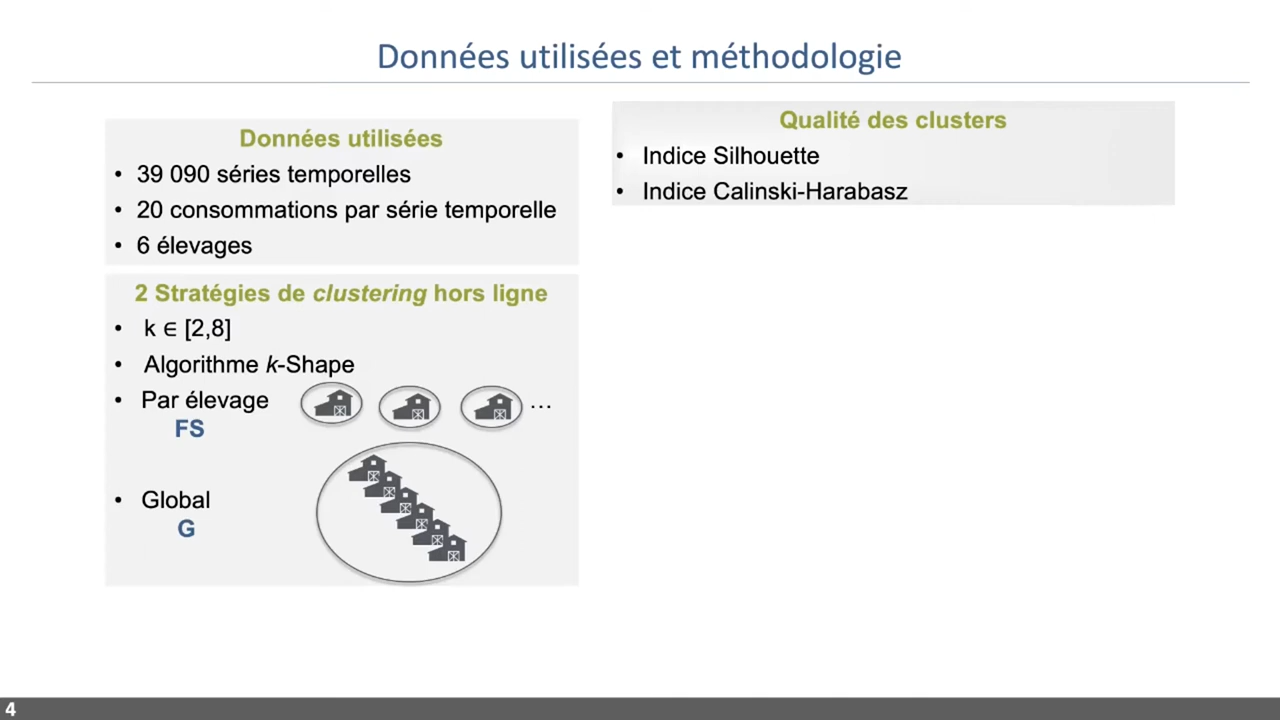 Données utilisées et méthodologie
Données utilisées
• 39 090 séries temporelles
• 20 consommations par série temporelle
• 6 élevages
2 Stratégies de clustering hors ligne
• k ∈ [2,8]
• Algorithme k-Shape
• Par élevage
...
FS
• Global
G
Qualité des clusters
• Indice Silhouette
• Indice Calinski-Harabasz
4